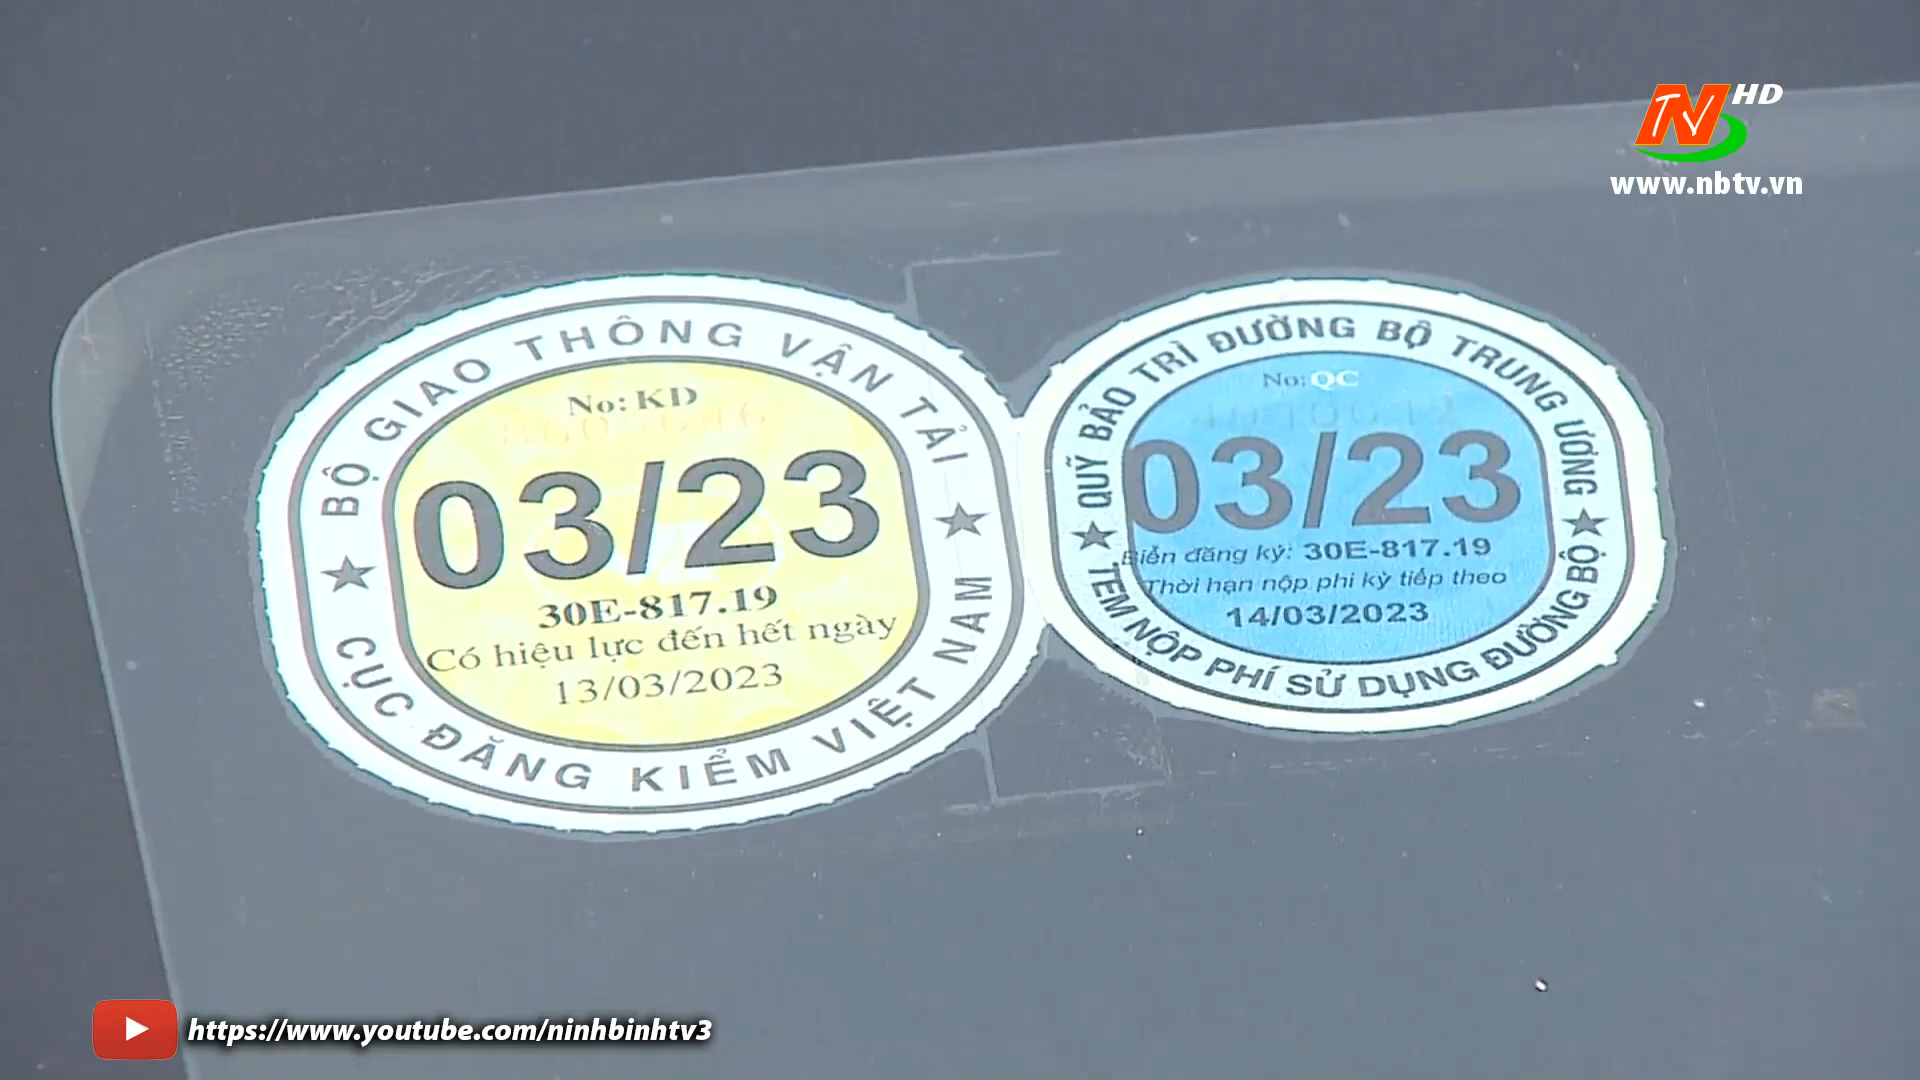 TV N HD
www.nbtv.vn
BỘ GIAO THÔNG VẬN TẢI
No: KD
03/23
30E-817.19
Có hiệu lực đến hết ngày
13/03/2023
CỤC ĐĂNG KIỂM VIỆT NAM
QUỸ BẢO TRÌ ĐƯỜNG BỘ TRUNG ƯƠNG
No: QC
03/23
Biển đăng ký: 30E-817.19
Thời hạn nộp phí kỳ tiếp theo
14/03/2023
TEM NỘP PHÍ SỬ DỤNG ĐƯỜNG BỘ
https://www.youtube.com/ninhbinhtv3